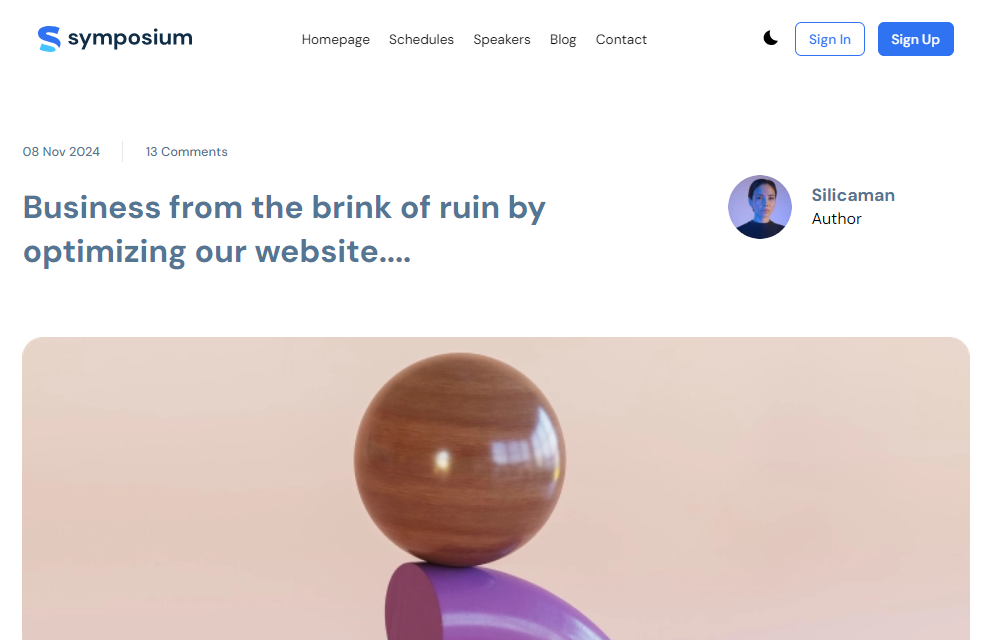 symposium
Homepage Schedules Speakers Blog Contact
Sign In Sign Up
08 Nov 2024 13 Comments
Business from the brink of ruin by
optimizing our website....
Silicaman
Author